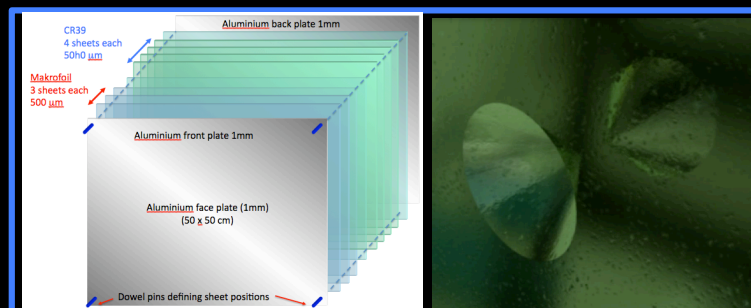 Aluminium back plate 1mm
CR39
4 sheets each
50h0 µm
Makrofoil
3 sheets each
500 µm
Aluminium front plate 1mm
Aluminium face plate (1mm)
(50 x 50 cm)
Dowel pins defining sheet positions